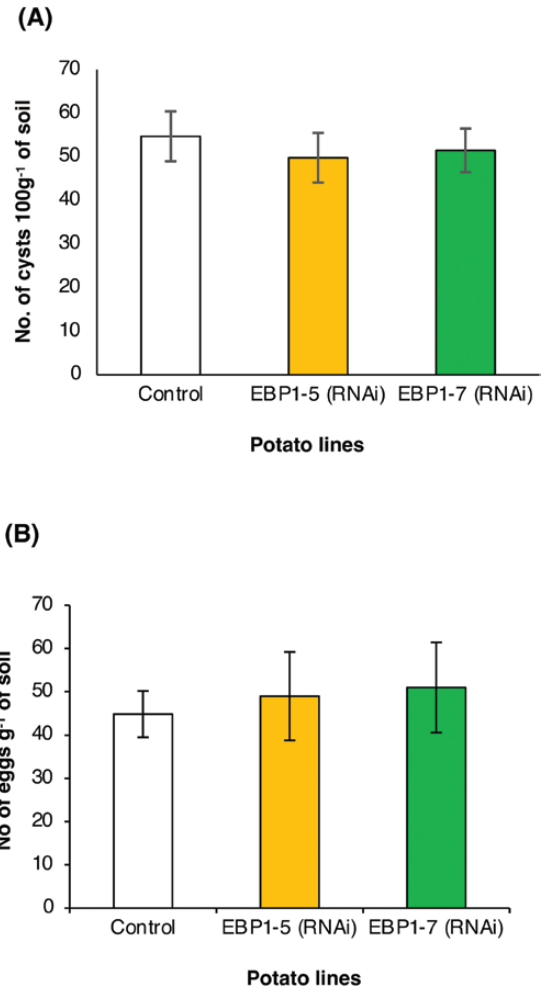 (A)
No. of cysts 100g⁻¹ of soil
70
60
50
40
30
20
10
0
Control EBP1-5 (RNAi) EBP1-7 (RNAi)
Potato lines
(B)
No of eggs g⁻¹ of soil
70
60
50
40
30
20
10
0
Control EBP1-5 (RNAi) EBP1-7 (RNAi)
Potato lines